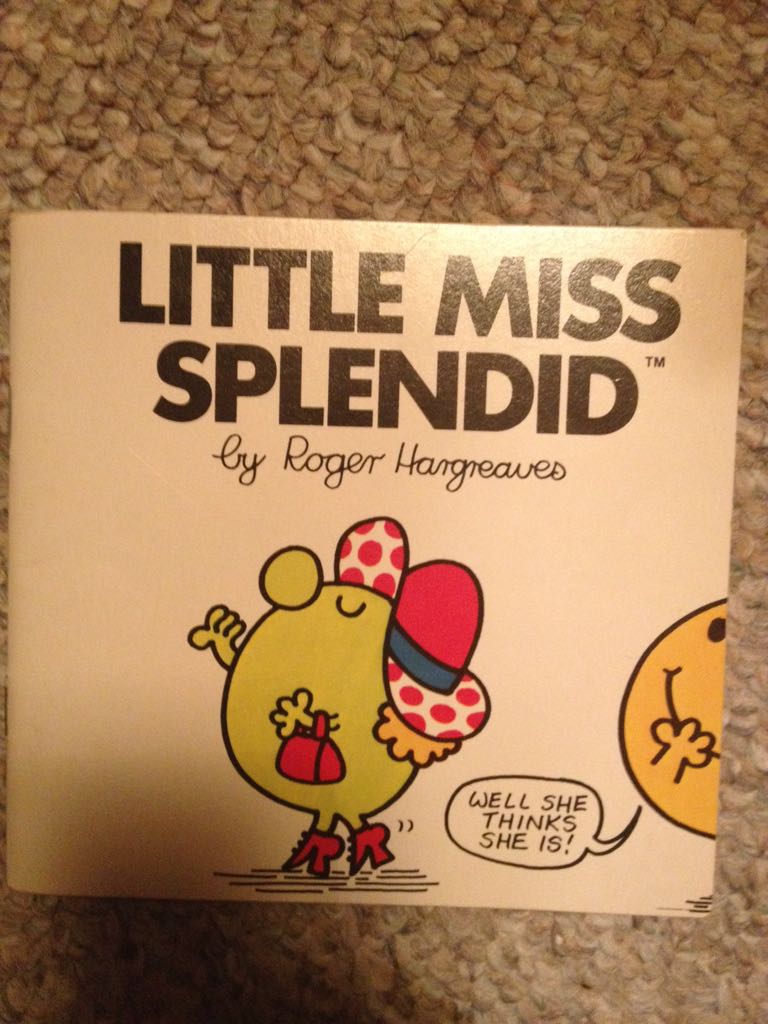 LITTLE MISS
SPLENDID™
by Roger Hargreaves
WELL SHE
THINKS
SHE IS!